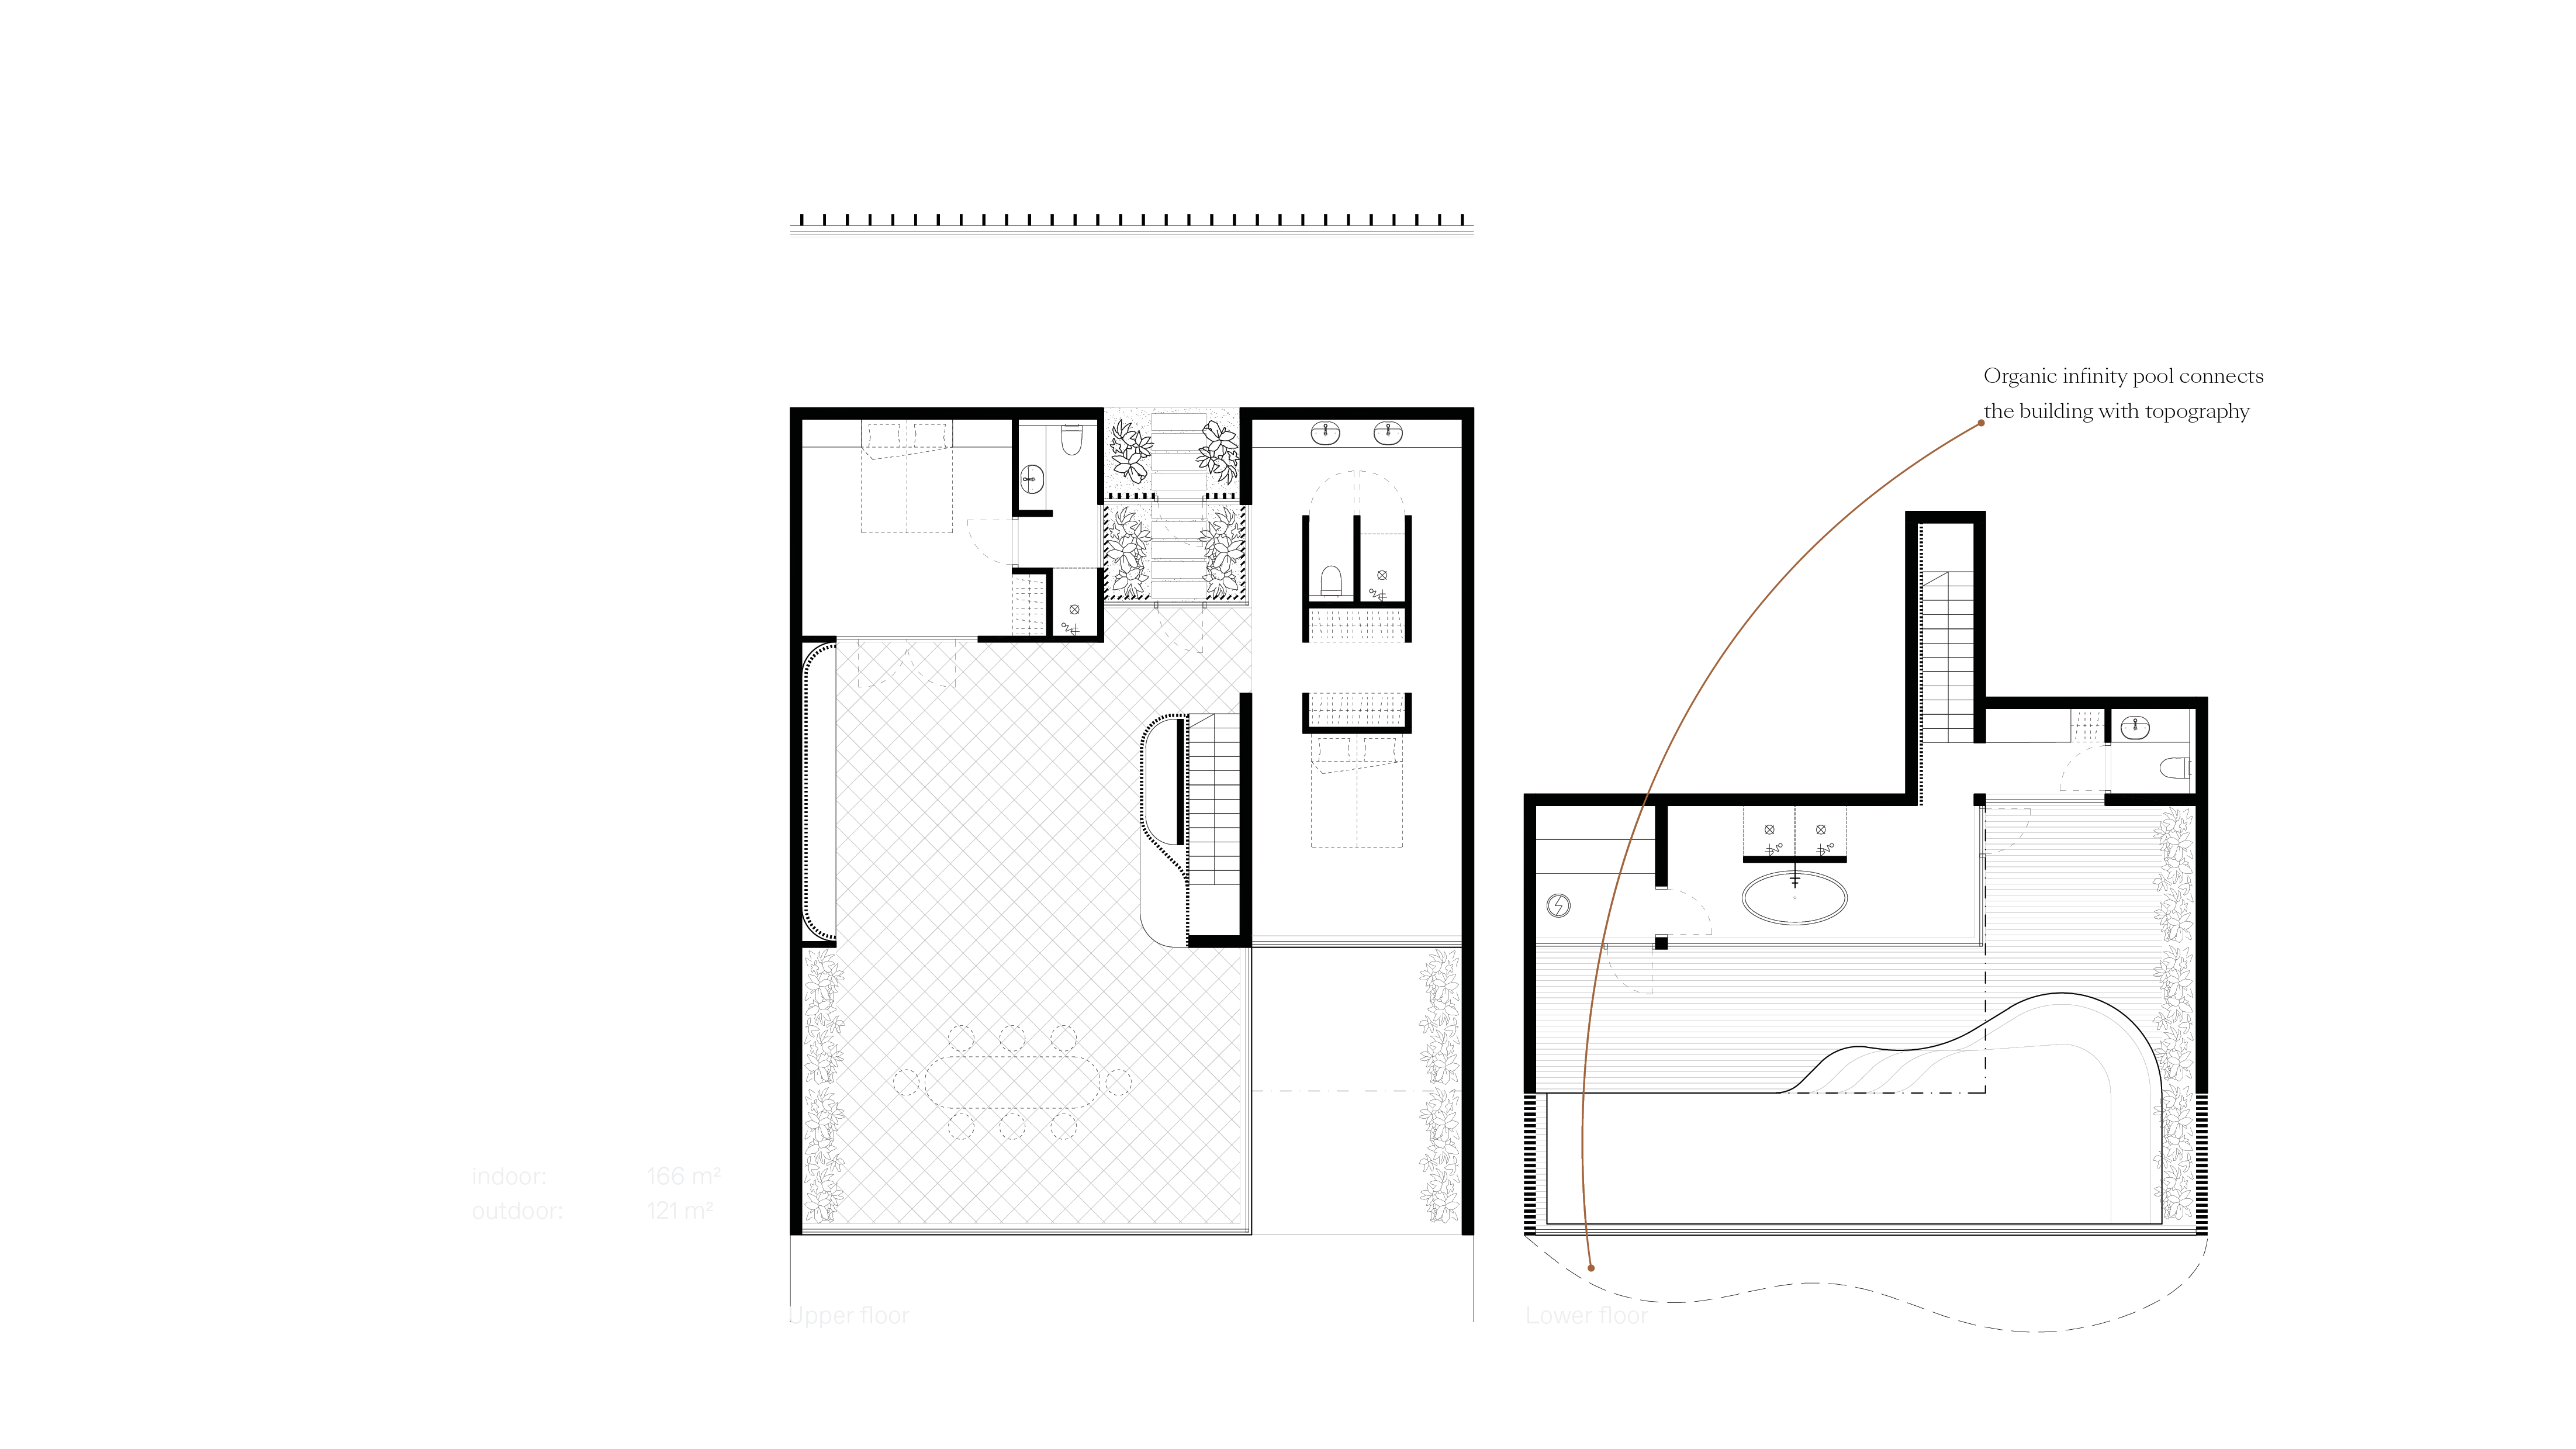 Organic infinity pool connects
the building with topography
indoor: 166 m²
outdoor: 121 m²
Upper floor
Lower floor